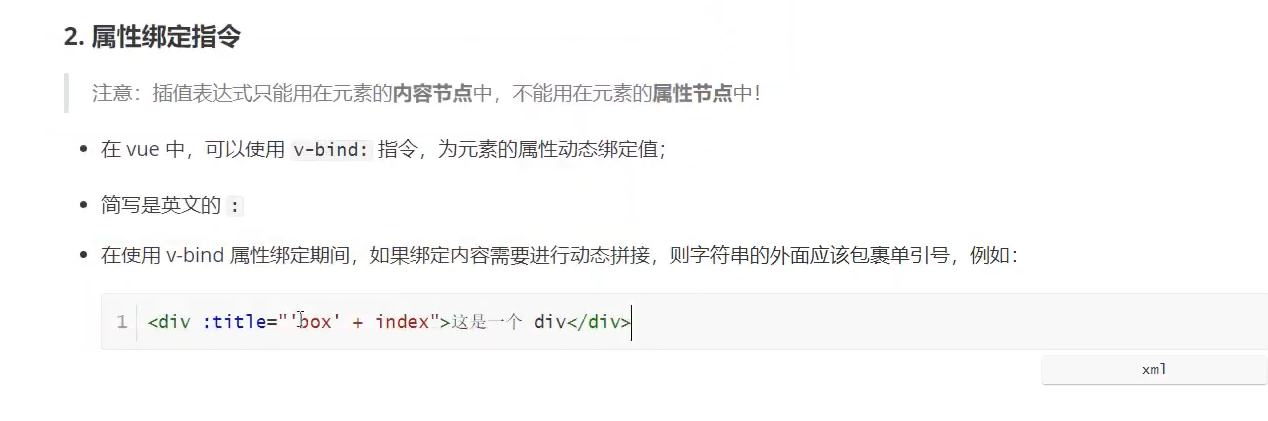 2. 属性绑定指令
注意：插值表达式只能用在元素的内容节点中，不能用在元素的属性节点中！
• 在 vue 中，可以使用 v-bind: 指令，为元素的属性动态绑定值；
• 简写是英文的 :
• 在使用 v-bind 属性绑定期间，如果绑定内容需要进行动态拼接，则字符串的外面应该包裹单引号，例如：
1 <div :title="'box' + index">这是一个 div</div>
xml